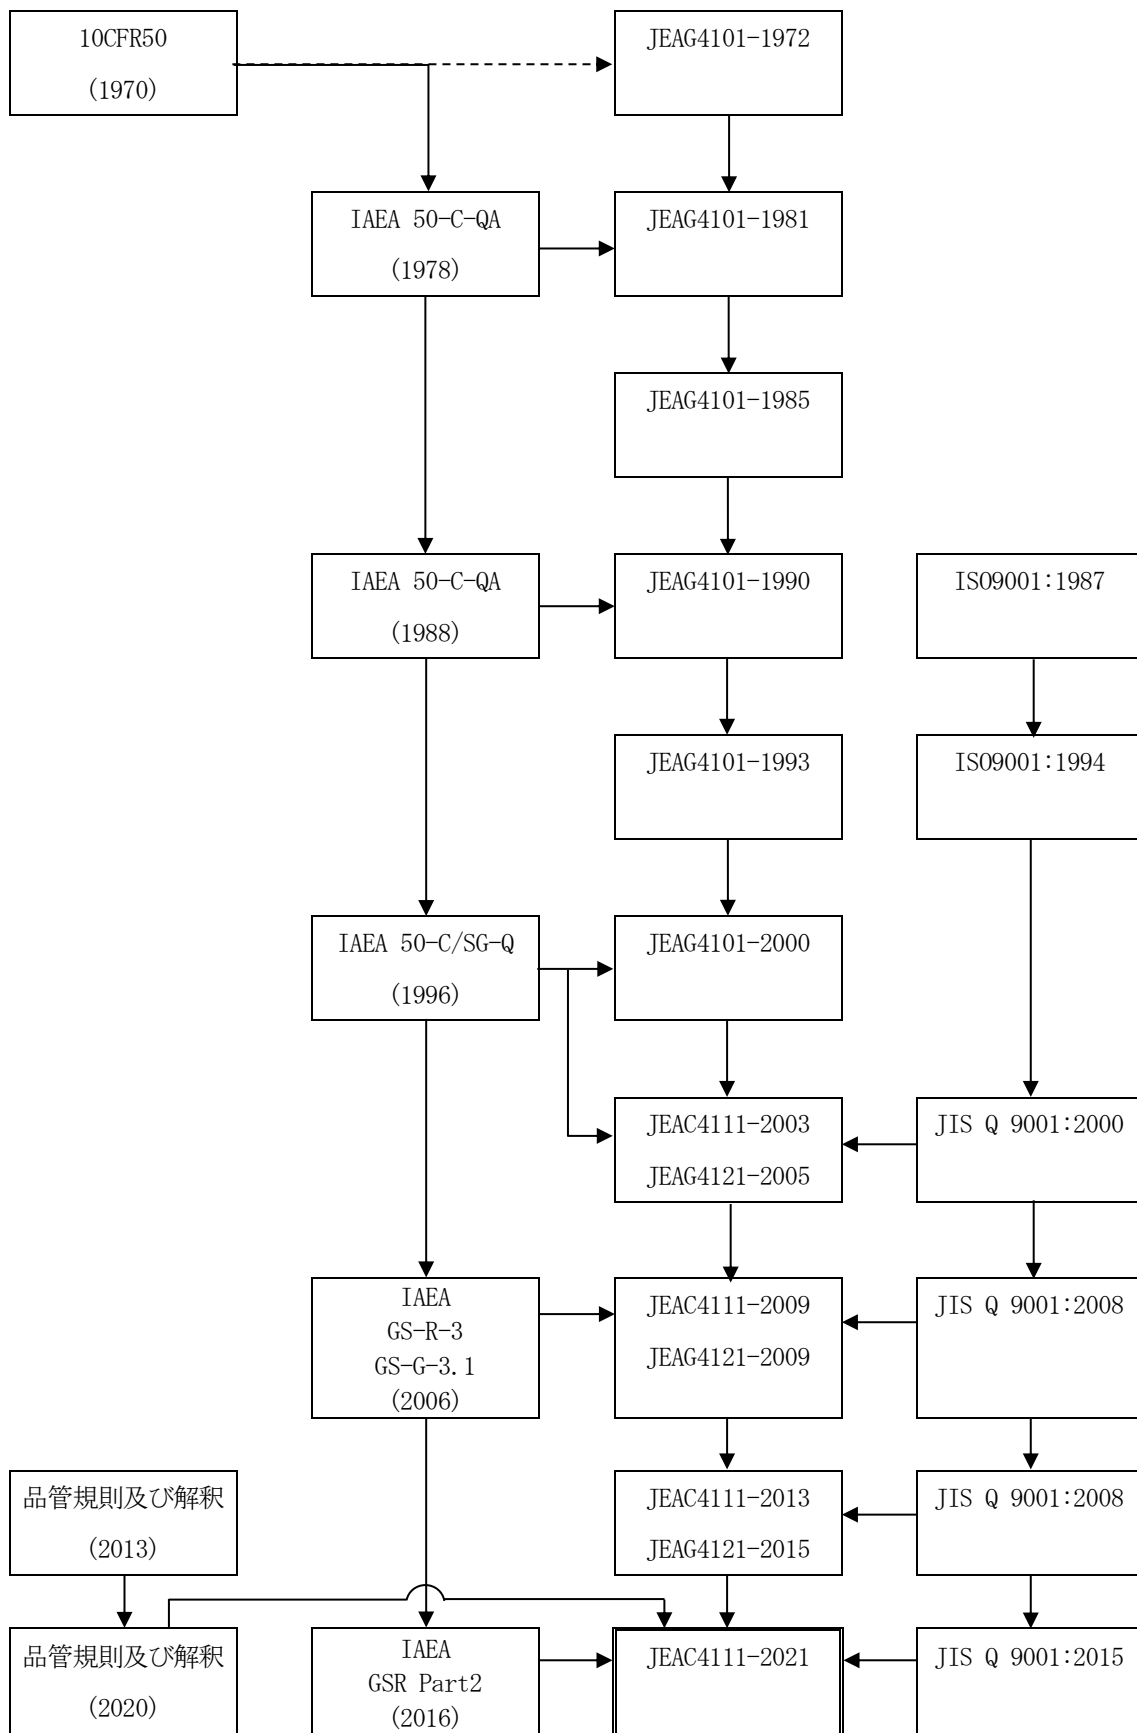 10CFR50
(1970)
JEAG4101-1972
IAEA 50-C-QA
(1978)
JEAG4101-1981
JEAG4101-1985
IAEA 50-C-QA
(1988)
JEAG4101-1990
ISO9001:1987
JEAG4101-1993
ISO9001:1994
IAEA 50-C/SG-Q
(1996)
JEAG4101-2000
JEAC4111-2003
JEAG4121-2005
JIS Q 9001:2000
IAEA
GS-R-3
GS-G-3.1
(2006)
JEAC4111-2009
JEAG4121-2009
JIS Q 9001:2008
品管規則及び解釈
(2013)
JEAC4111-2013
JEAG4121-2015
JIS Q 9001:2008
品管規則及び解釈
(2020)
IAEA
GSR Part2
(2016)
JEAC4111-2021
JIS Q 9001:2015